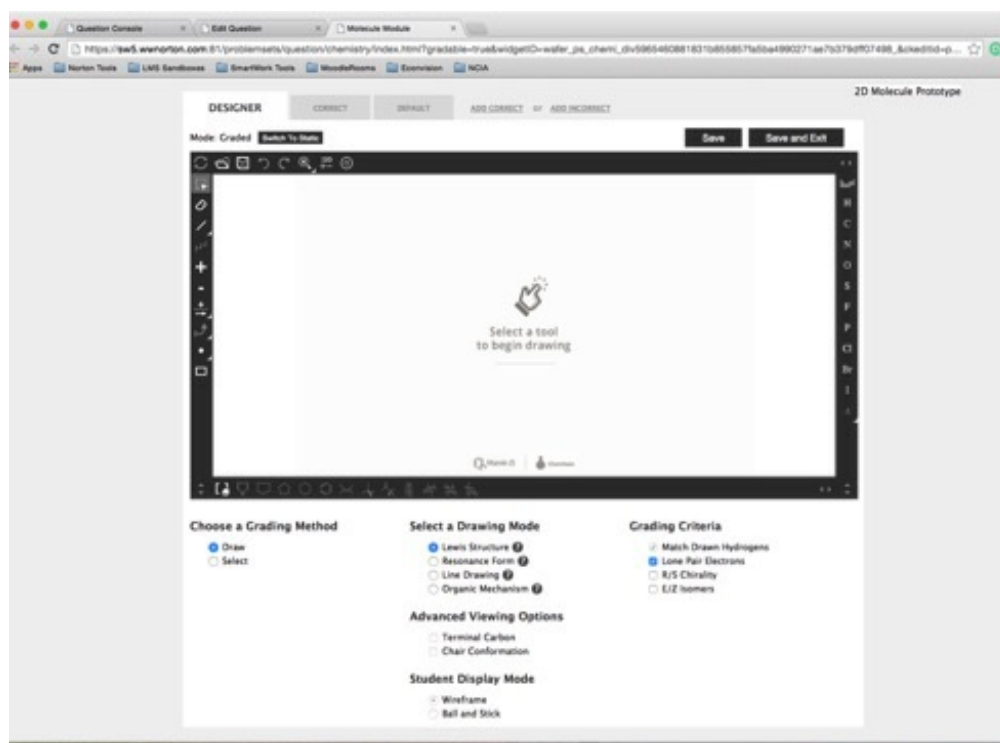 Question Console
Edit Question
Molecule Module
Apps Norton Tools LMS Sandboxes SmartWork Tools MoodleRooms Econvision NCIA
2D Molecule Prototype
DESIGNER CORRECT DEFAULT ADD CORRECT or ADD INCORRECT
Mode: Graded Switch To Static Save Save and Exit
H
C
N
O
S
F
P
Cl
Br
I
Select a tool
to begin drawing
Choose a Grading Method
Draw
Select
Select a Drawing Mode
Lewis Structure ?
Resonance Form ?
Line Drawing ?
Organic Mechanism ?
Advanced Viewing Options
Terminal Carbon
Chair Conformation
Student Display Mode
Wireframe
Ball and Stick
Grading Criteria
Match Drawn Hydrogens
Lone Pair Electrons
R/S Chirality
E/Z Isomers